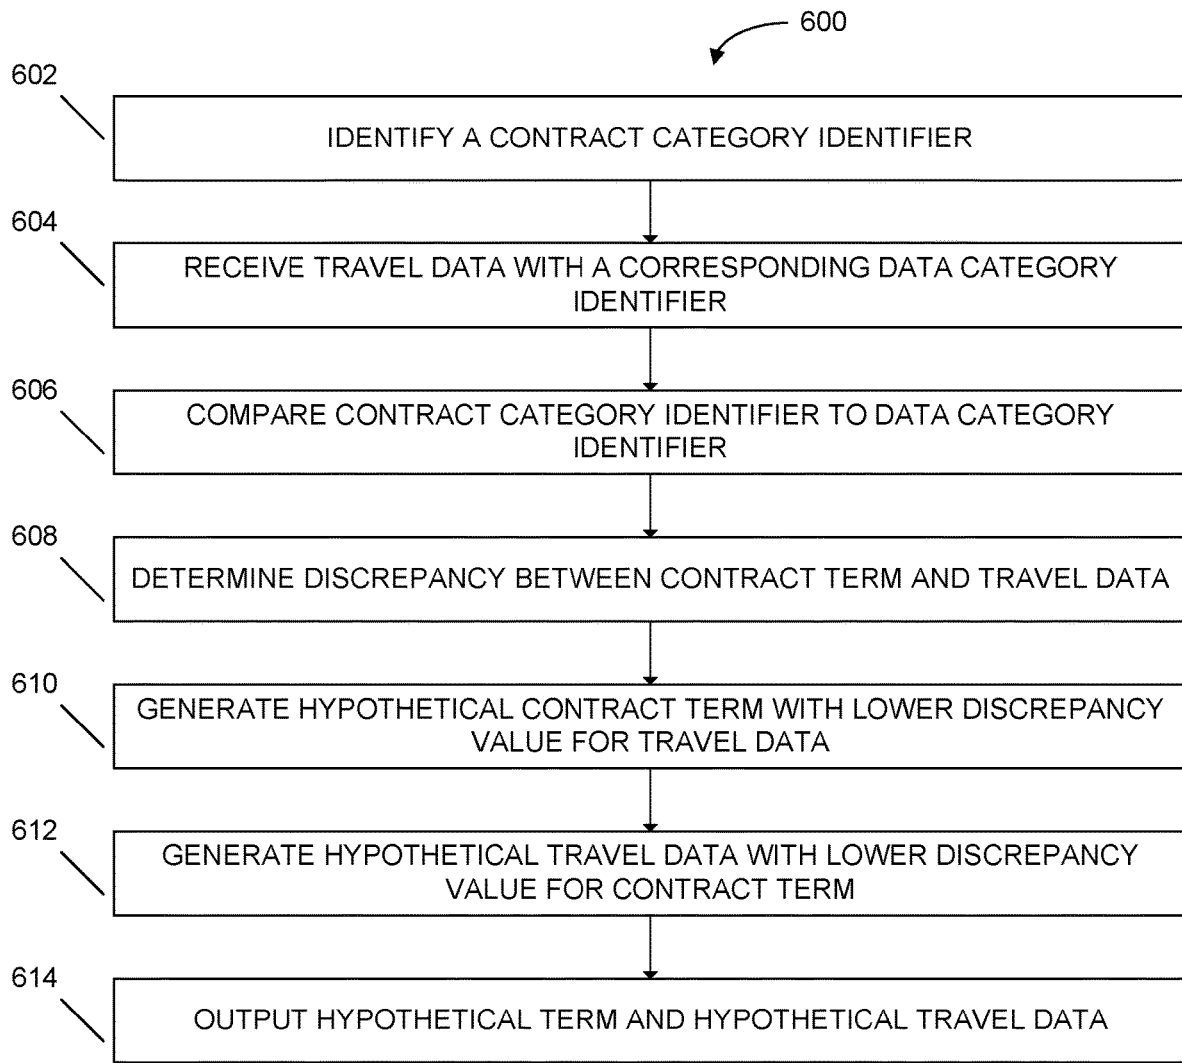 600
602
IDENTIFY A CONTRACT CATEGORY IDENTIFIER
604
RECEIVE TRAVEL DATA WITH A CORRESPONDING DATA CATEGORY
IDENTIFIER
606
COMPARE CONTRACT CATEGORY IDENTIFIER TO DATA CATEGORY
IDENTIFIER
608
DETERMINE DISCREPANCY BETWEEN CONTRACT TERM AND TRAVEL DATA
610
GENERATE HYPOTHETICAL CONTRACT TERM WITH LOWER DISCREPANCY
VALUE FOR TRAVEL DATA
612
GENERATE HYPOTHETICAL TRAVEL DATA WITH LOWER DISCREPANCY
VALUE FOR CONTRACT TERM
614
OUTPUT HYPOTHETICAL TERM AND HYPOTHETICAL TRAVEL DATA